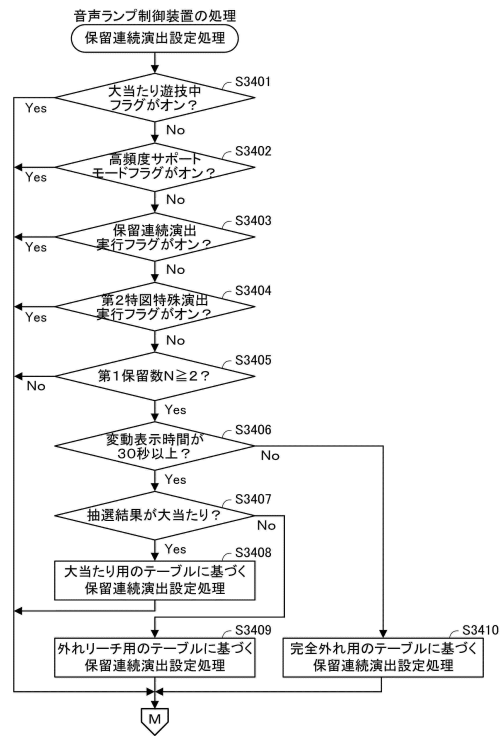 音声ランプ制御装置の処理
保留連続演出設定処理
S3401
大当たり遊技中
フラグがオン?
Yes
No
S3402
高頻度サポート
モードフラグがオン?
Yes
No
S3403
保留連続演出
実行フラグがオン?
Yes
No
S3404
第2特図特殊演出
実行フラグがオン?
Yes
No
S3405
第1保留数N≧2?
No
Yes
S3406
変動表示時間が
30秒以上?
No
Yes
S3407
抽選結果が大当たり?
No
Yes
S3408
大当たり用のテーブルに基づく
保留連続演出設定処理
S3409
外れリーチ用のテーブルに基づく
保留連続演出設定処理
S3410
完全外れ用のテーブルに基づく
保留連続演出設定処理
M